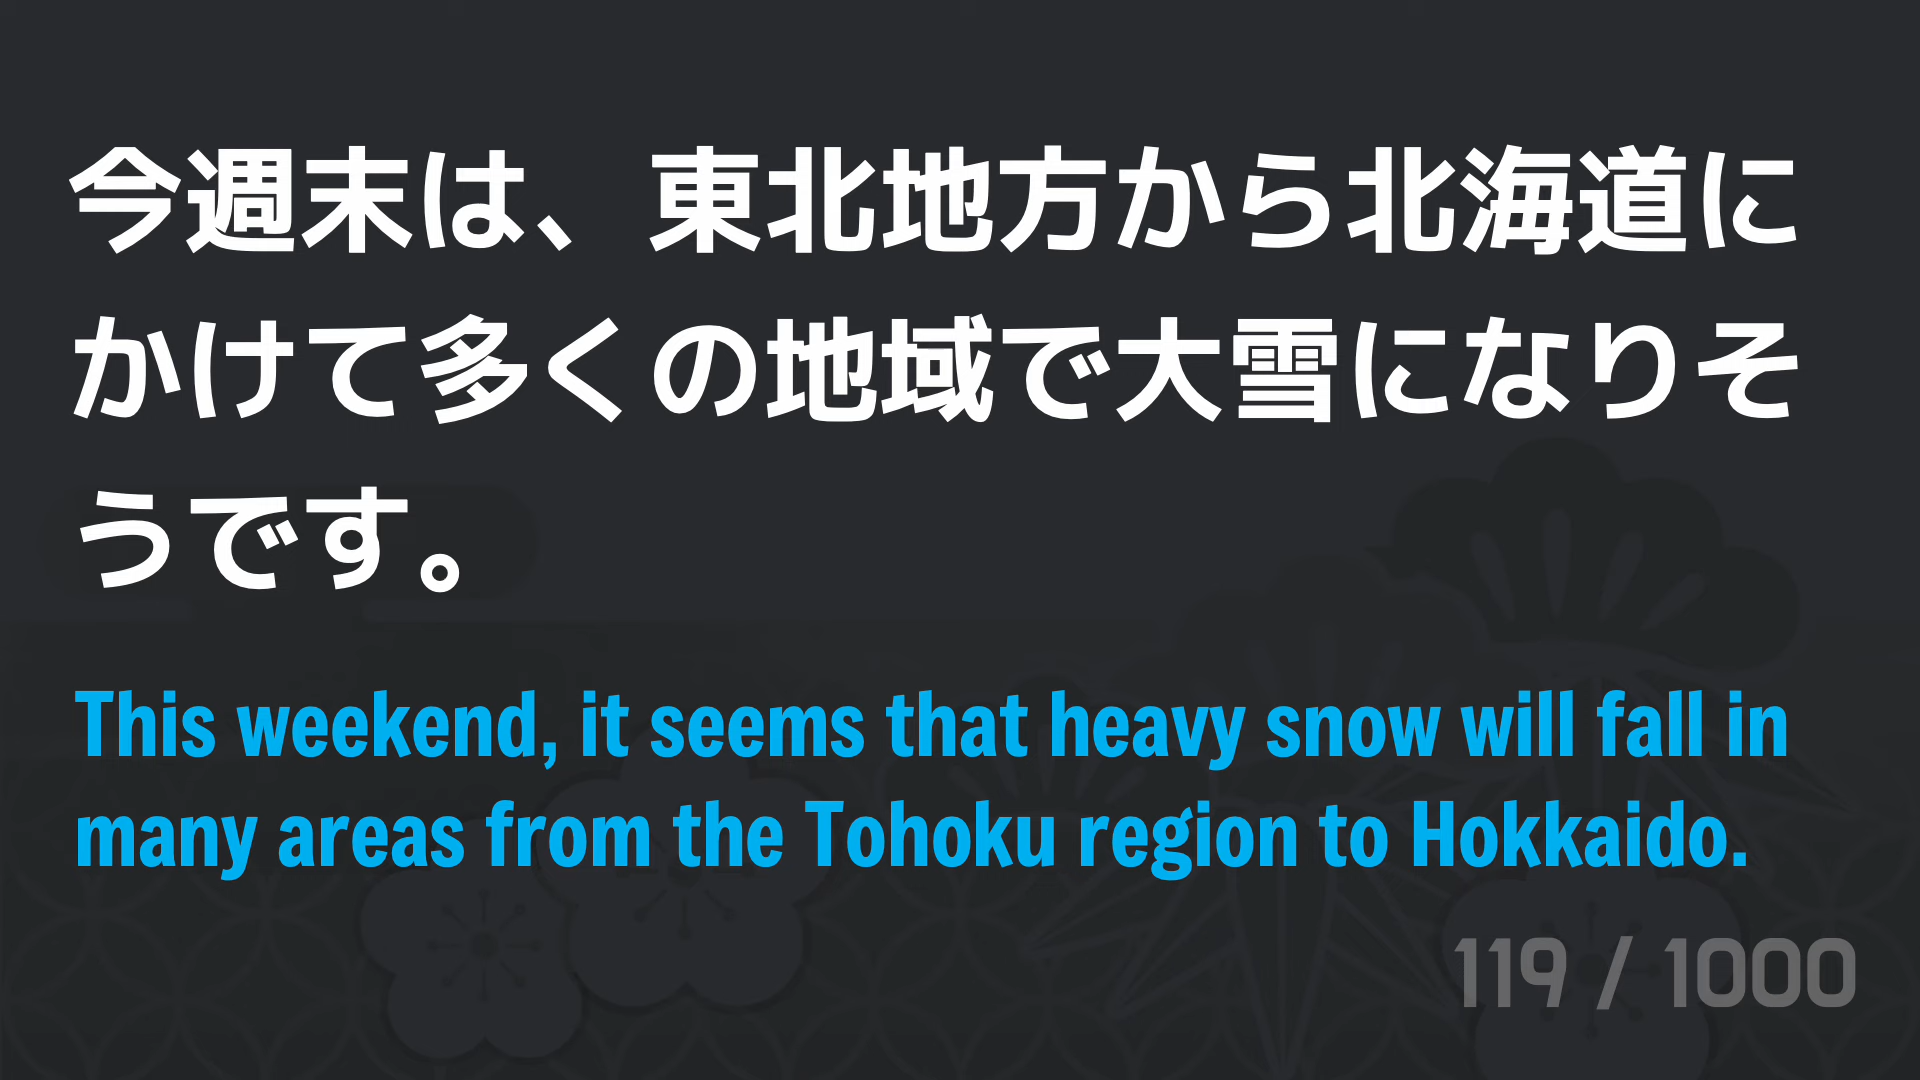 今週末は、東北地方から北海道に
かけて多くの地域で大雪になりそ
うです。
This weekend, it seems that heavy snow will fall in
many areas from the Tohoku region to Hokkaido.
119 / 1000